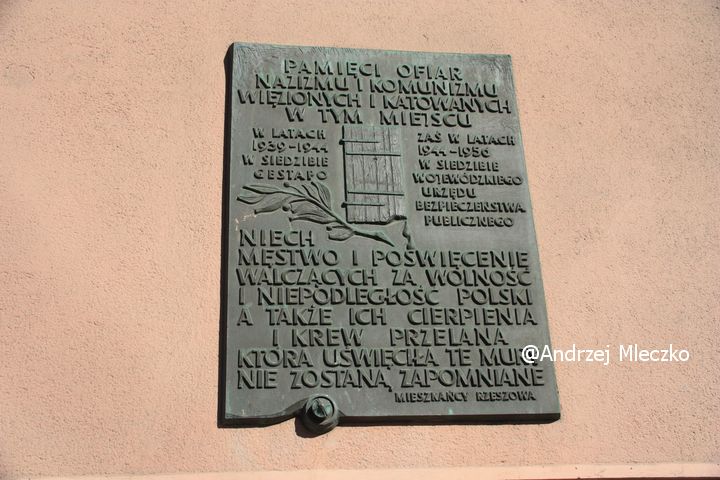 PAMIĘCI OFIAR
NAZIZMU I KOMUNIZMU
WIĘZIONYCH I KATOWANYCH
W TYM MIEJSCU
W LATACH
1939-1944
W SIEDZIBIE
GESTAPO
ZAŚ W LATACH
1944-1956
W SIEDZIBIE
WOJEWÓDZKIEGO
URZĘDU
BEZPIECZEŃSTWA
PUBLICZNEGO
NIECH
MĘSTWO I POŚWIĘCENIE
WALCZĄCYCH ZA WOLNOŚĆ
I NIEPODLEGŁOŚĆ POLSKI
A TAKŻE ICH CIERPIENIA
I KREW PRZELANA
KTÓRA UŚWIĘCIŁA TE MURY
NIE ZOSTANĄ ZAPOMNIANE
MIESZKAŃCY RZESZOWA
@Andrzej Mleczko